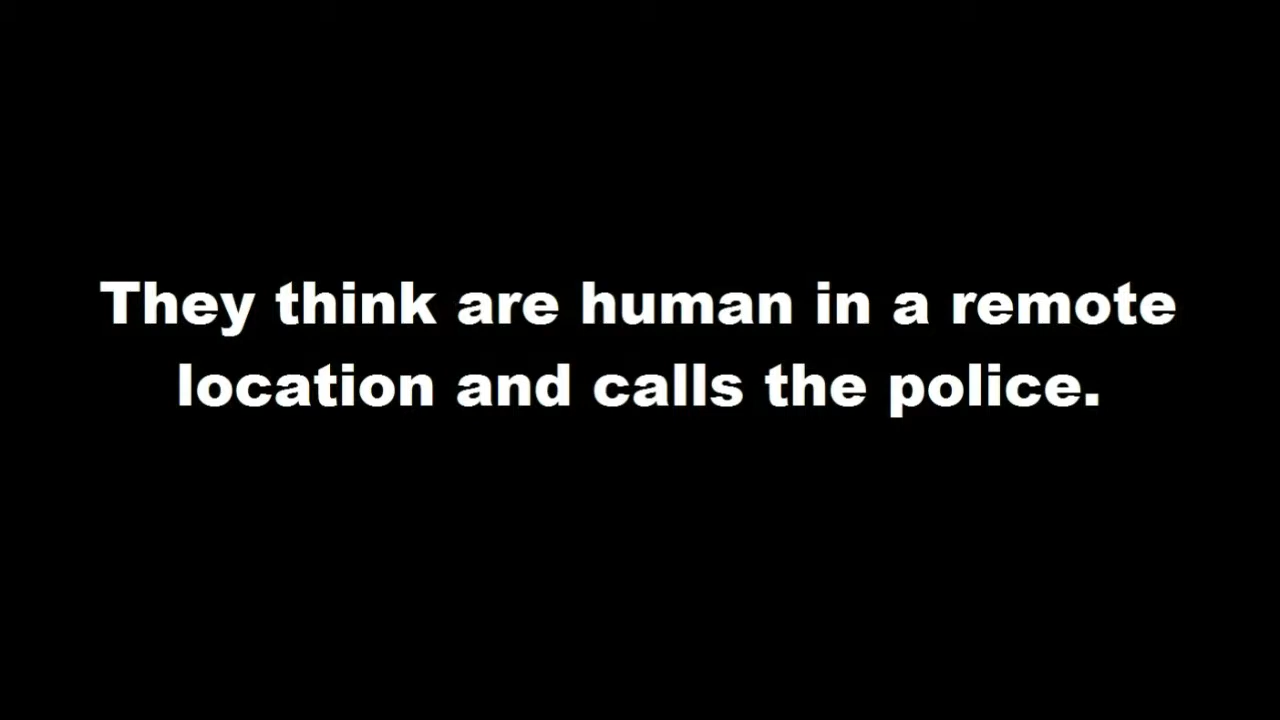 They think are human in a remote
location and calls the police.